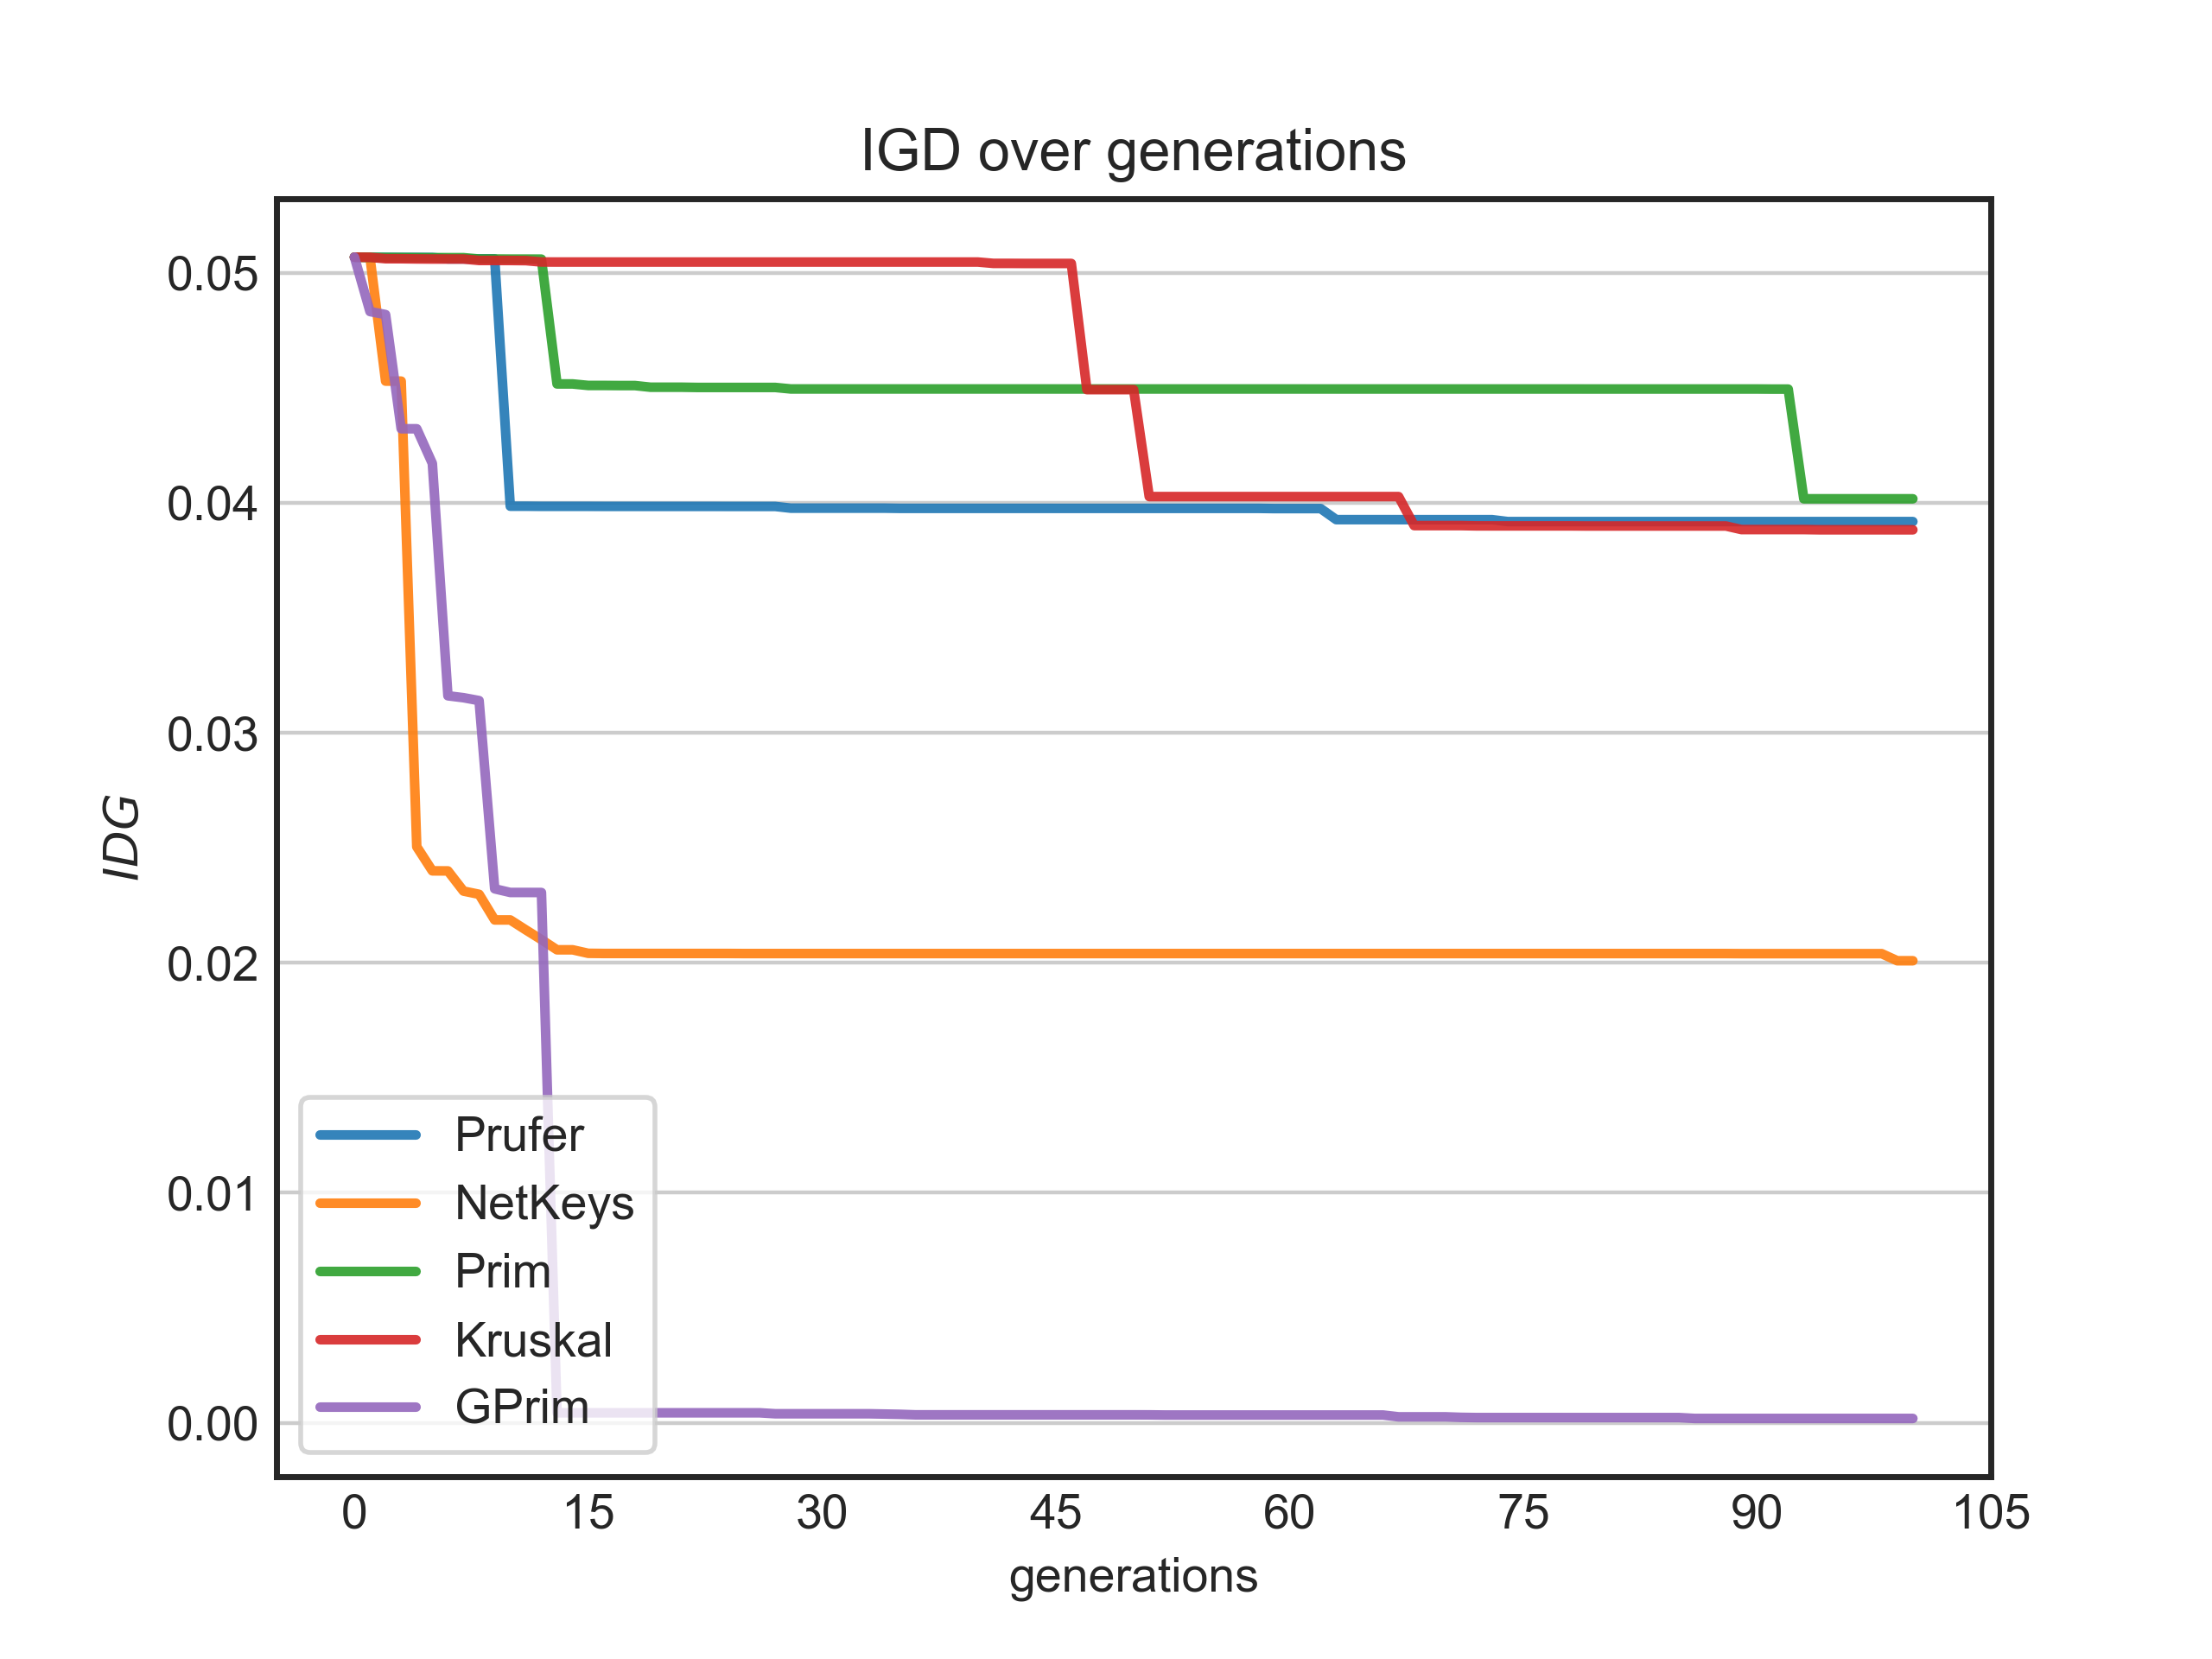 IGD over generations
0.05
0.04
0.03
0.02
0.01
0.00
IDG
Prufer
NetKeys
Prim
Kruskal
GPrim
0 15 30 45 60 75 90 105
generations